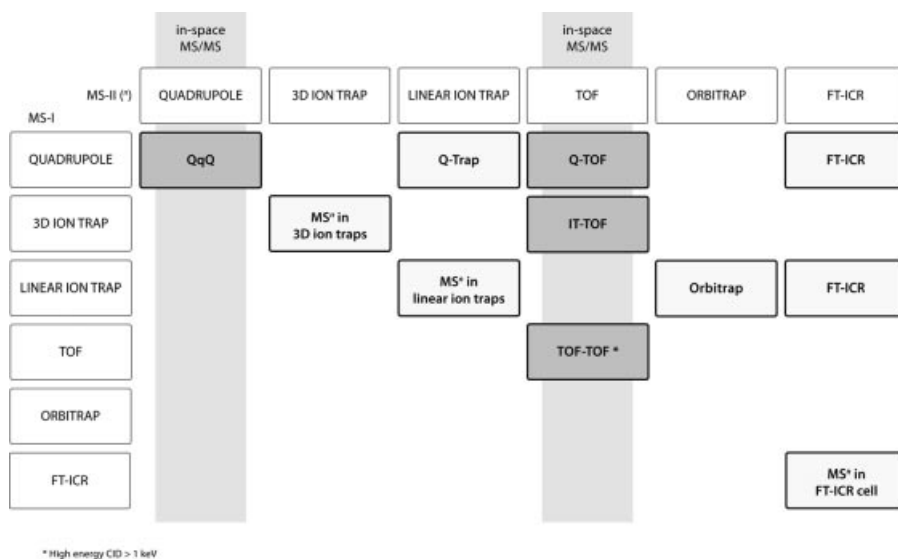 in-space in-space
MS/MS MS/MS
MS-II (*) QUADRUPOLE 3D ION TRAP LINEAR ION TRAP TOF ORBITRAP FT-ICR
MS-I
QUADRUPOLE QqQ Q-Trap Q-TOF FT-ICR
3D ION TRAP MSⁿ in IT-TOF
3D ion traps
LINEAR ION TRAP MSⁿ in Orbitrap FT-ICR
linear ion traps
TOF TOF-TOF *
ORBITRAP
FT-ICR MSⁿ in
FT-ICR cell
* High energy CID > 1 keV